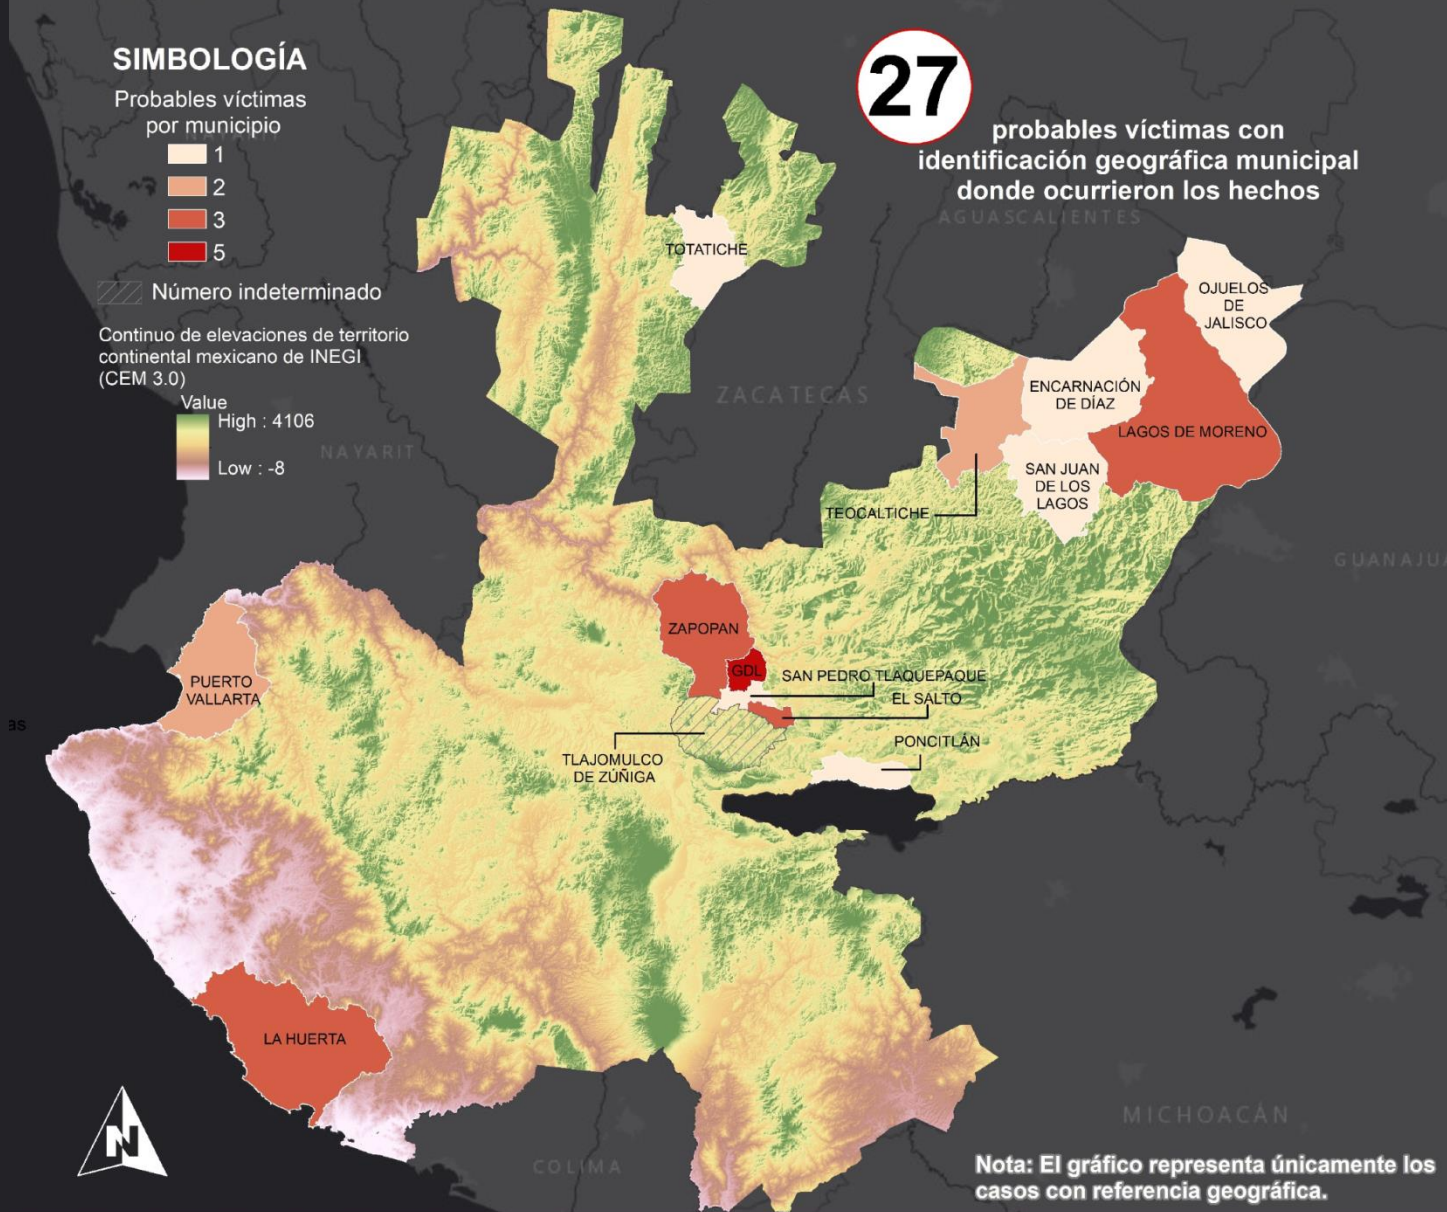 SIMBOLOGÍA
Probables víctimas
por municipio
1
2
3
5
Número indeterminado
Continuo de elevaciones de territorio
continental mexicano de INEGI
(CEM 3.0)
Value
High : 4106
Low : -8
27
probables víctimas con
identificación geográfica municipal
donde ocurrieron los hechos
AGUASCALIENTES
TOTATICHE
OJUELOS
DE
JALISCO
ZACATECAS
ENCARNACIÓN
DE DÍAZ
LAGOS DE MORENO
NAYARIT
SAN JUAN
DE LOS
LAGOS
TEOCALTICHE
GUANAJUA
ZAPOPAN
GDL
SAN PEDRO TLAQUEPAQUE
EL SALTO
PUERTO
VALLARTA
as
PONCITLÁN
TLAJOMULCO
DE ZÚÑIGA
LA HUERTA
N
COLIMA
MICHOACÁN
Nota: El gráfico representa únicamente los
casos con referencia geográfica.